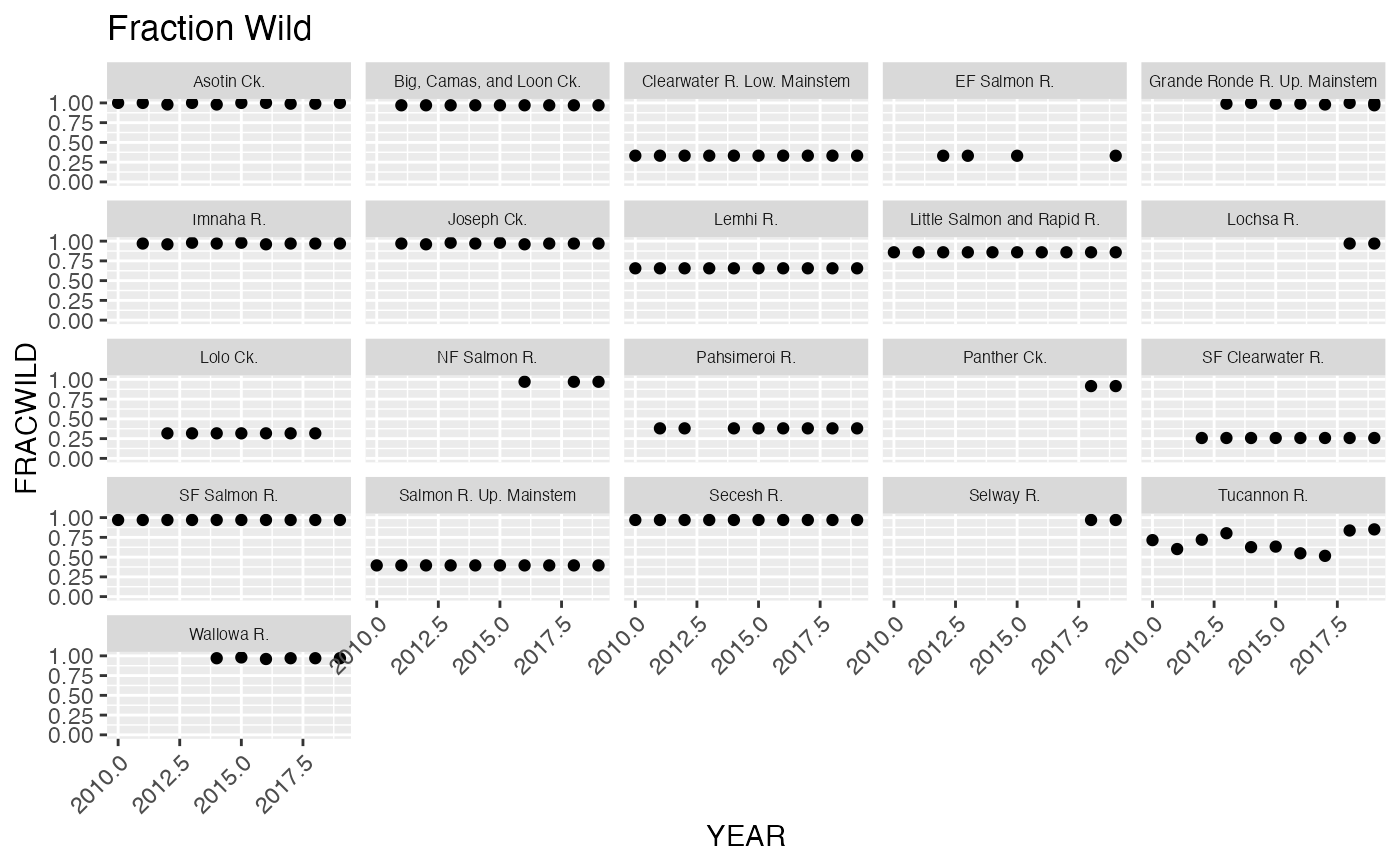 Fraction Wild
Asotin Ck.
Big, Camas, and Loon Ck.
Clearwater R. Low. Mainstem
EF Salmon R.
Grande Ronde R. Up. Mainstem
1.00
0.75
0.50
0.25
0.00
Imnaha R.
Joseph Ck.
Lemhi R.
Little Salmon and Rapid R.
Lochsa R.
1.00
0.75
0.50
0.25
0.00
Lolo Ck.
NF Salmon R.
Pahsimeroi R.
Panther Ck.
SF Clearwater R.
1.00
0.75
0.50
0.25
0.00
FRACWILD
SF Salmon R.
Salmon R. Up. Mainstem
Secesh R.
Selway R.
Tucannon R.
1.00
0.75
0.50
0.25
0.00
2010.0
2012.5
2015.0
2017.5
2010.0
2012.5
2015.0
2017.5
2010.0
2012.5
2015.0
2017.5
2010.0
2012.5
2015.0
2017.5
Wallowa R.
1.00
0.75
0.50
0.25
0.00
2010.0
2012.5
2015.0
2017.5
YEAR